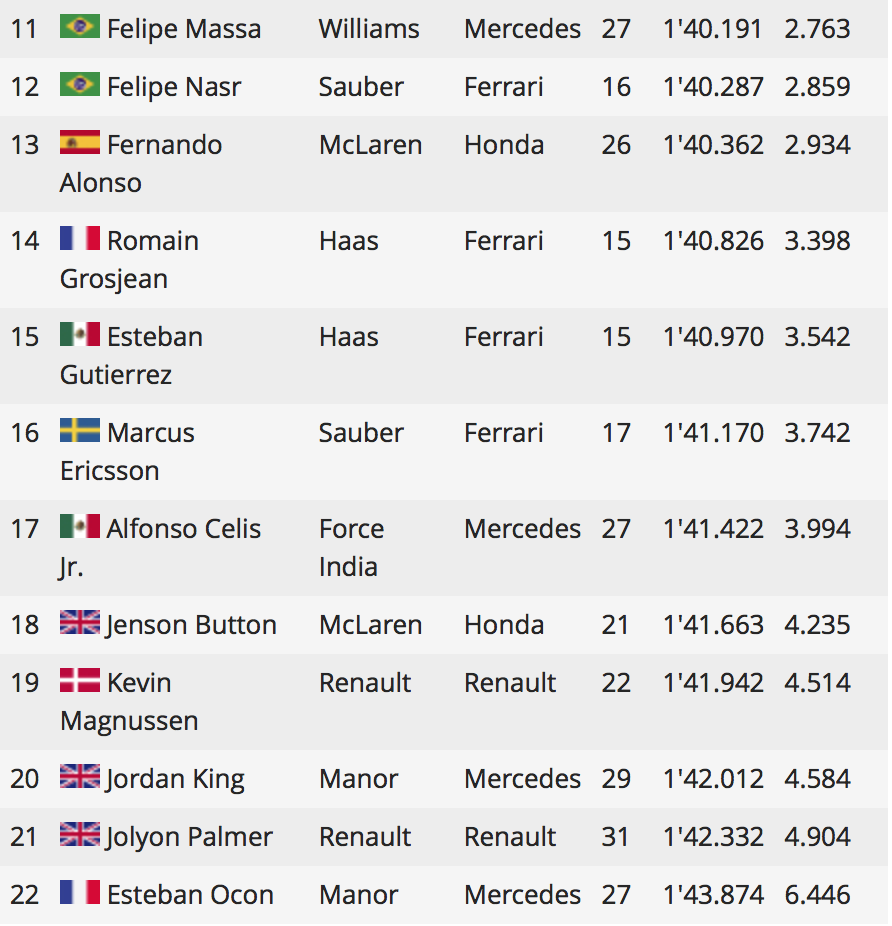 11 Felipe Massa Williams Mercedes 27 1'40.191 2.763
12 Felipe Nasr Sauber Ferrari 16 1'40.287 2.859
13 Fernando McLaren Honda 26 1'40.362 2.934
Alonso
14 Romain Haas Ferrari 15 1'40.826 3.398
Grosjean
15 Esteban Haas Ferrari 15 1'40.970 3.542
Gutierrez
16 Marcus Sauber Ferrari 17 1'41.170 3.742
Ericsson
17 Alfonso Celis Force Mercedes 27 1'41.422 3.994
Jr. India
18 Jenson Button McLaren Honda 21 1'41.663 4.235
19 Kevin Renault Renault 22 1'41.942 4.514
Magnussen
20 Jordan King Manor Mercedes 29 1'42.012 4.584
21 Jolyon Palmer Renault Renault 31 1'42.332 4.904
22 Esteban Ocon Manor Mercedes 27 1'43.874 6.446